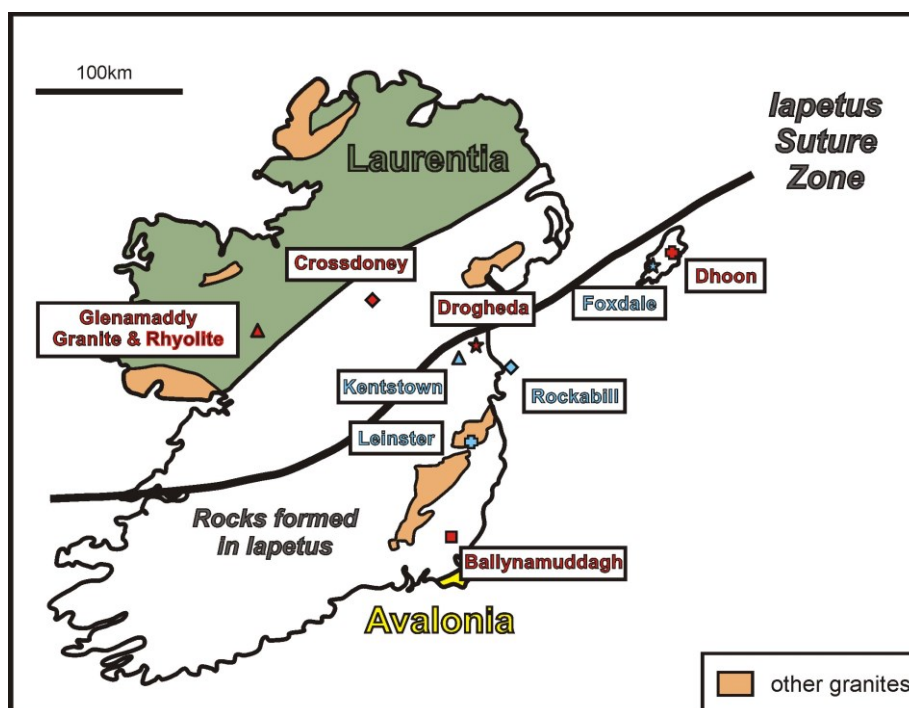 100km
Iapetus
Suture
Zone
Laurentia
Crossdoney
Dhoon
Drogheda
Foxdale
Glenamaddy
Granite & Rhyolite
Kentstown
Rockabill
Leinster
Rocks formed
in Iapetus
Ballynamuddagh
Avalonia
other granites